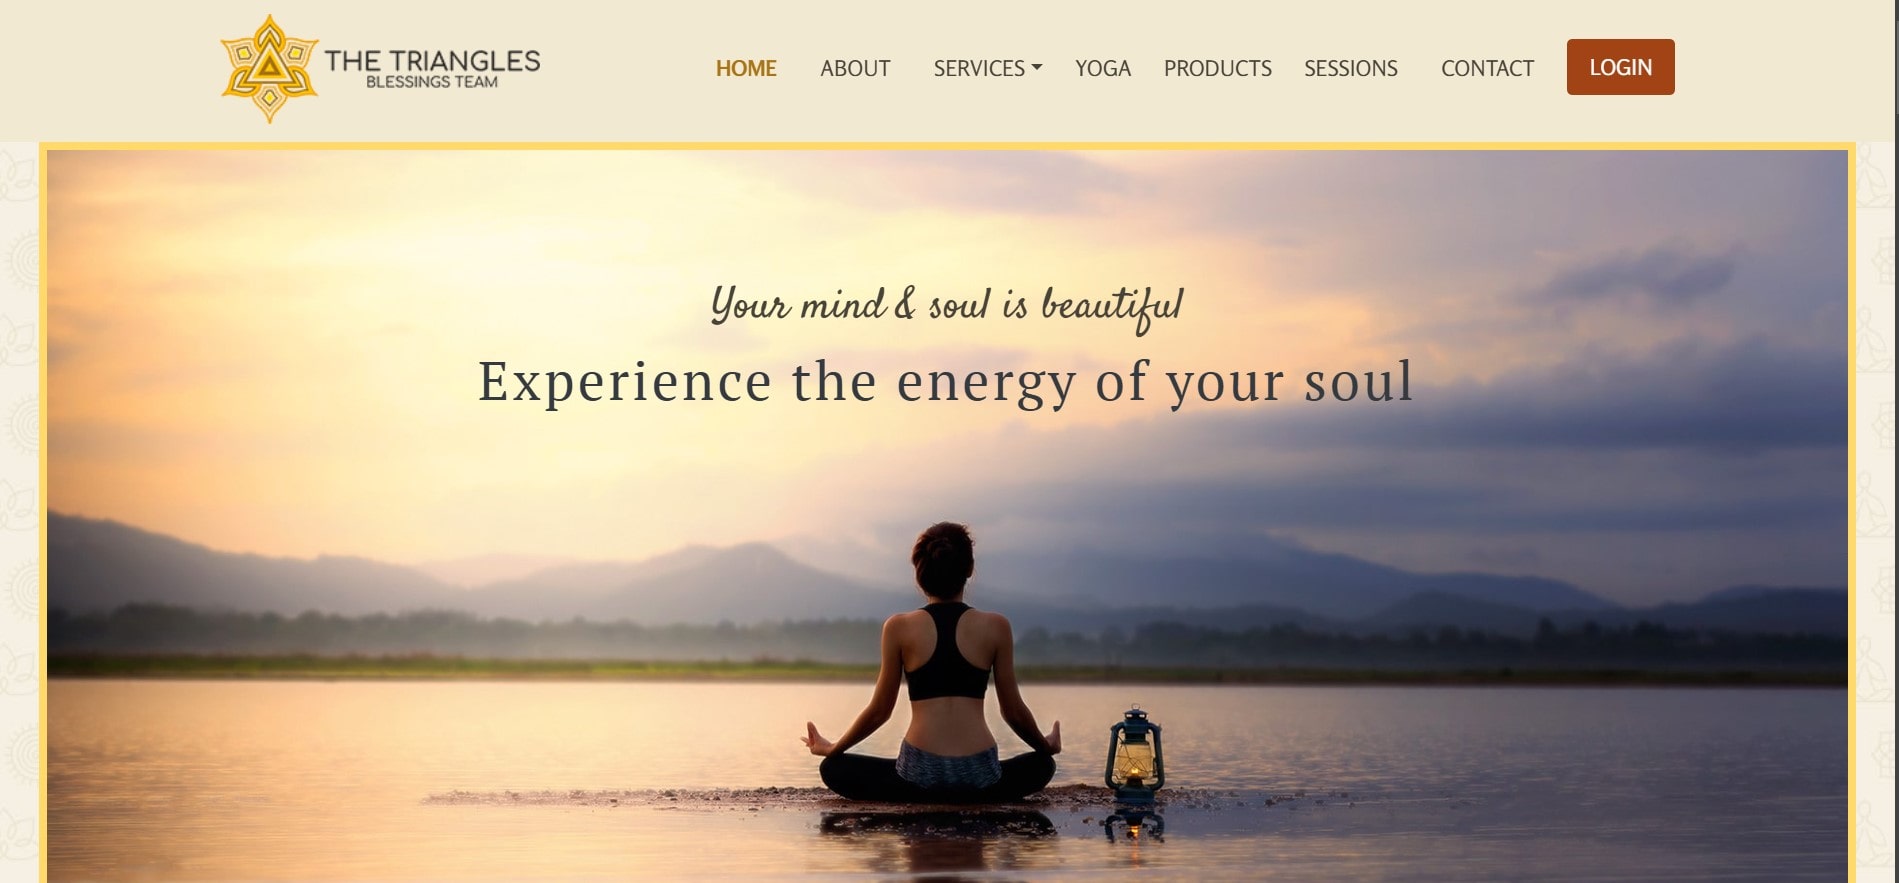 THE TRIANGLES
BLESSINGS TEAM
HOME ABOUT SERVICES YOGA PRODUCTS SESSIONS CONTACT LOGIN
Your mind & soul is beautiful
Experience the energy of your soul